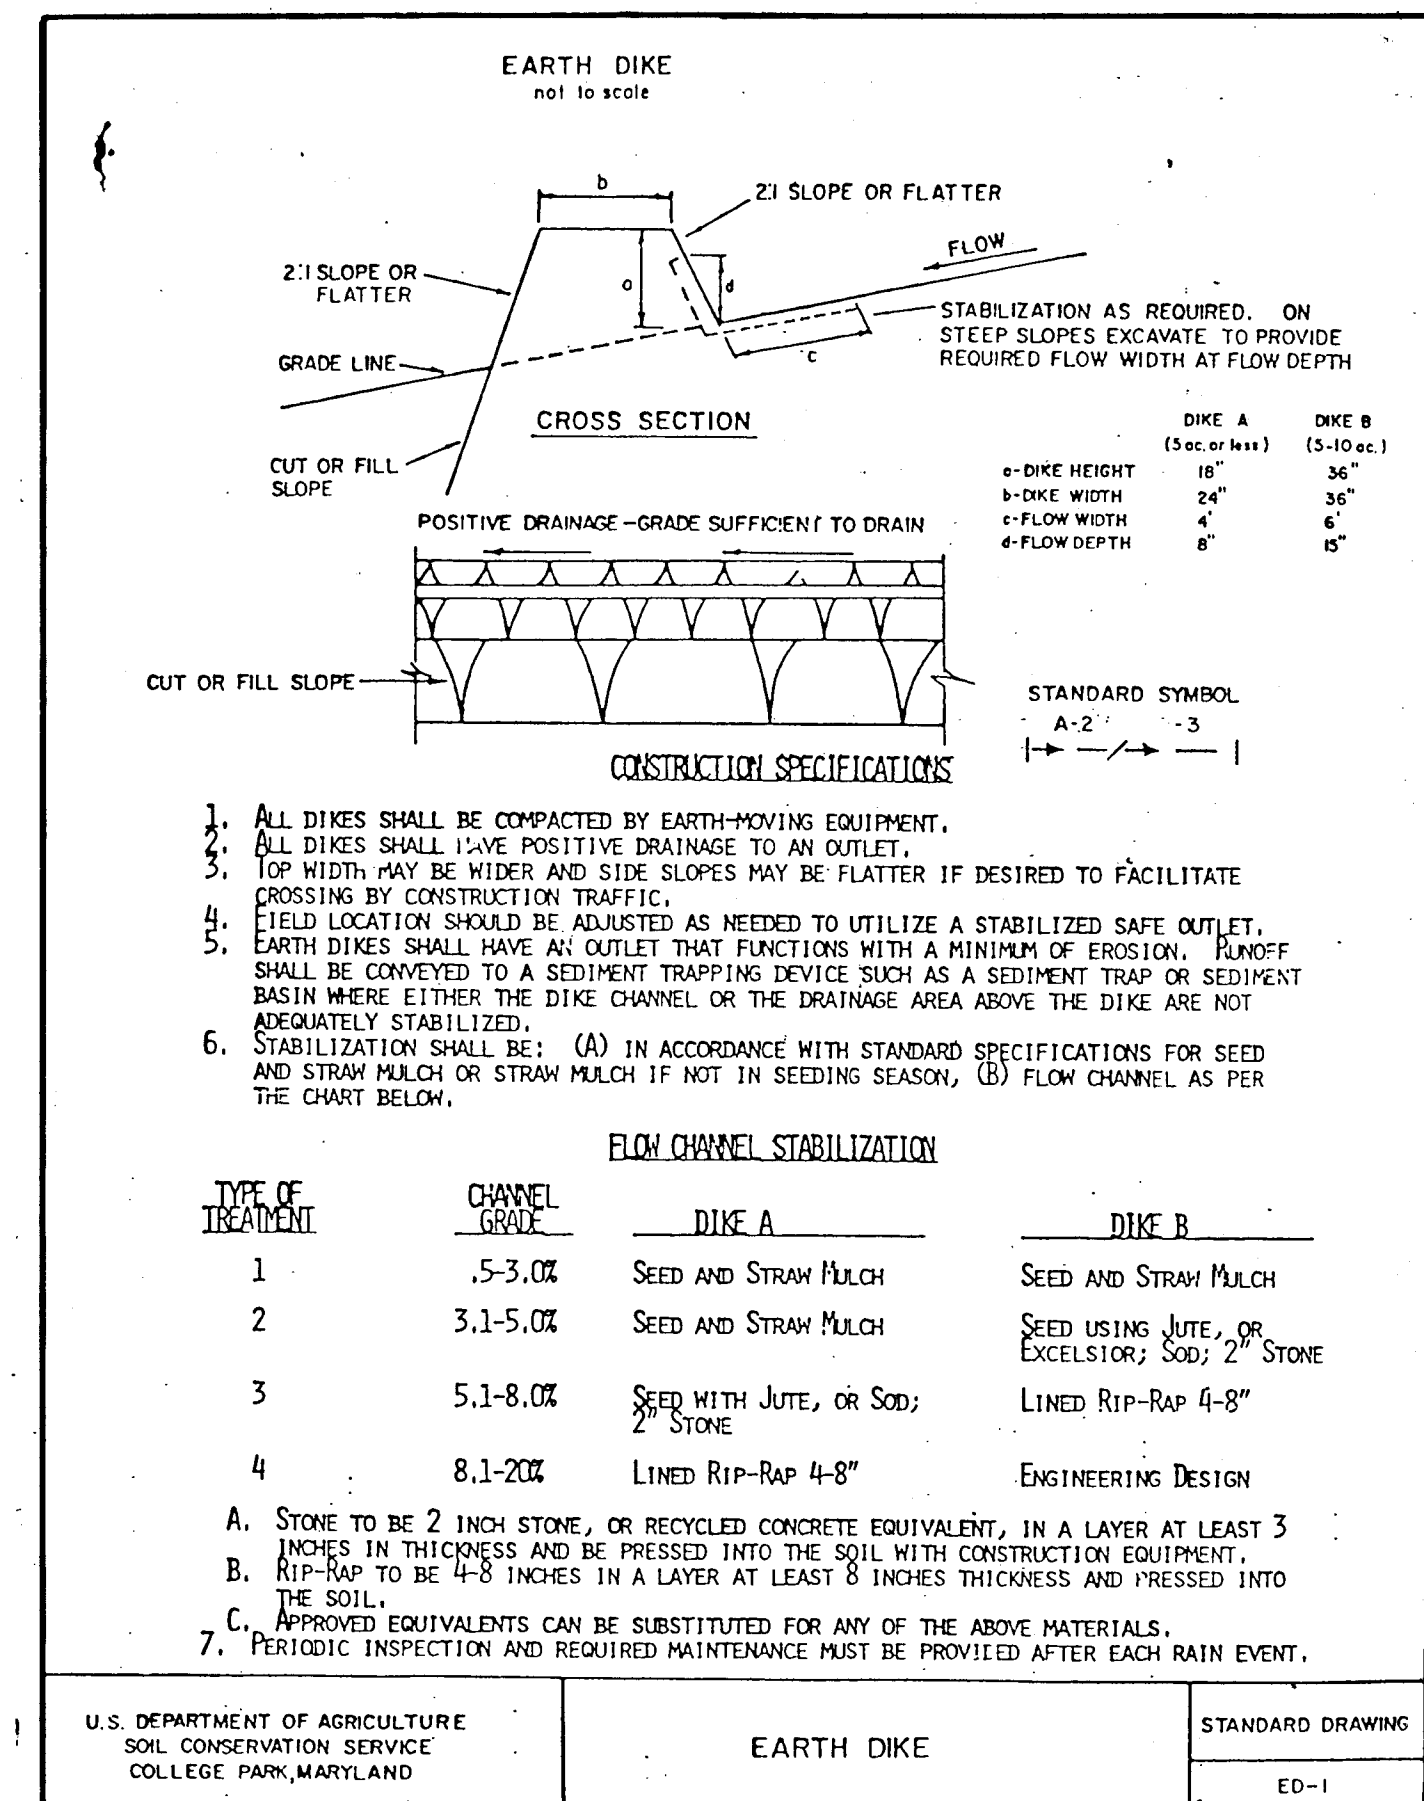 EARTH DIKE
not to scale
b
2:1 SLOPE OR FLATTER
FLOW
2:1 SLOPE OR
FLATTER
a
d
STABILIZATION AS REQUIRED. ON
STEEP SLOPES EXCAVATE TO PROVIDE
REQUIRED FLOW WIDTH AT FLOW DEPTH
c
GRADE LINE
CROSS SECTION
CUT OR FILL
SLOPE
DIKE A DIKE B
(5 ac. or less) (5-10 ac.)
a-DIKE HEIGHT 18" 36"
b-DIKE WIDTH 24" 36"
c-FLOW WIDTH 4' 6'
d-FLOW DEPTH 8" 15"
POSITIVE DRAINAGE-GRADE SUFFICIENT TO DRAIN
CUT OR FILL SLOPE
STANDARD SYMBOL
A-2 -3
CONSTRUCTION SPECIFICATIONS
1. ALL DIKES SHALL BE COMPACTED BY EARTH-MOVING EQUIPMENT.
2. ALL DIKES SHALL HAVE POSITIVE DRAINAGE TO AN OUTLET.
3. TOP WIDTH MAY BE WIDER AND SIDE SLOPES MAY BE FLATTER IF DESIRED TO FACILITATE
CROSSING BY CONSTRUCTION TRAFFIC.
4. FIELD LOCATION SHOULD BE ADJUSTED AS NEEDED TO UTILIZE A STABILIZED SAFE OUTLET.
5. EARTH DIKES SHALL HAVE AN OUTLET THAT FUNCTIONS WITH A MINIMUM OF EROSION. RUNOFF
SHALL BE CONVEYED TO A SEDIMENT TRAPPING DEVICE SUCH AS A SEDIMENT TRAP OR SEDIMENT
BASIN WHERE EITHER THE DIKE CHANNEL OR THE DRAINAGE AREA ABOVE THE DIKE ARE NOT
ADEQUATELY STABILIZED.
6. STABILIZATION SHALL BE: (A) IN ACCORDANCE WITH STANDARD SPECIFICATIONS FOR SEED
AND STRAW MULCH OR STRAW MULCH IF NOT IN SEEDING SEASON, (B) FLOW CHANNEL AS PER
THE CHART BELOW.
FLOW CHANNEL STABILIZATION
TYPE OF CHANNEL
TREATMENT GRADE DIKE A DIKE B
1 .5-3.0% SEED AND STRAW MULCH SEED AND STRAW MULCH
2 3.1-5.0% SEED AND STRAW MULCH SEED USING JUTE, OR
EXCELSIOR; SOD; 2" STONE
3 5.1-8.0% SEED WITH JUTE, OR SOD; LINED RIP-RAP 4-8"
2" STONE
4 8.1-20% LINED RIP-RAP 4-8" ENGINEERING DESIGN
A. STONE TO BE 2 INCH STONE, OR RECYCLED CONCRETE EQUIVALENT, IN A LAYER AT LEAST 3
INCHES IN THICKNESS AND BE PRESSED INTO THE SOIL WITH CONSTRUCTION EQUIPMENT.
B. RIP-RAP TO BE 4-8 INCHES IN A LAYER AT LEAST 8 INCHES THICKNESS AND PRESSED INTO
THE SOIL.
C. APPROVED EQUIVALENTS CAN BE SUBSTITUTED FOR ANY OF THE ABOVE MATERIALS.
7. PERIODIC INSPECTION AND REQUIRED MAINTENANCE MUST BE PROVIDED AFTER EACH RAIN EVENT.
U.S. DEPARTMENT OF AGRICULTURE
SOIL CONSERVATION SERVICE
COLLEGE PARK, MARYLAND
EARTH DIKE
STANDARD DRAWING
ED-1